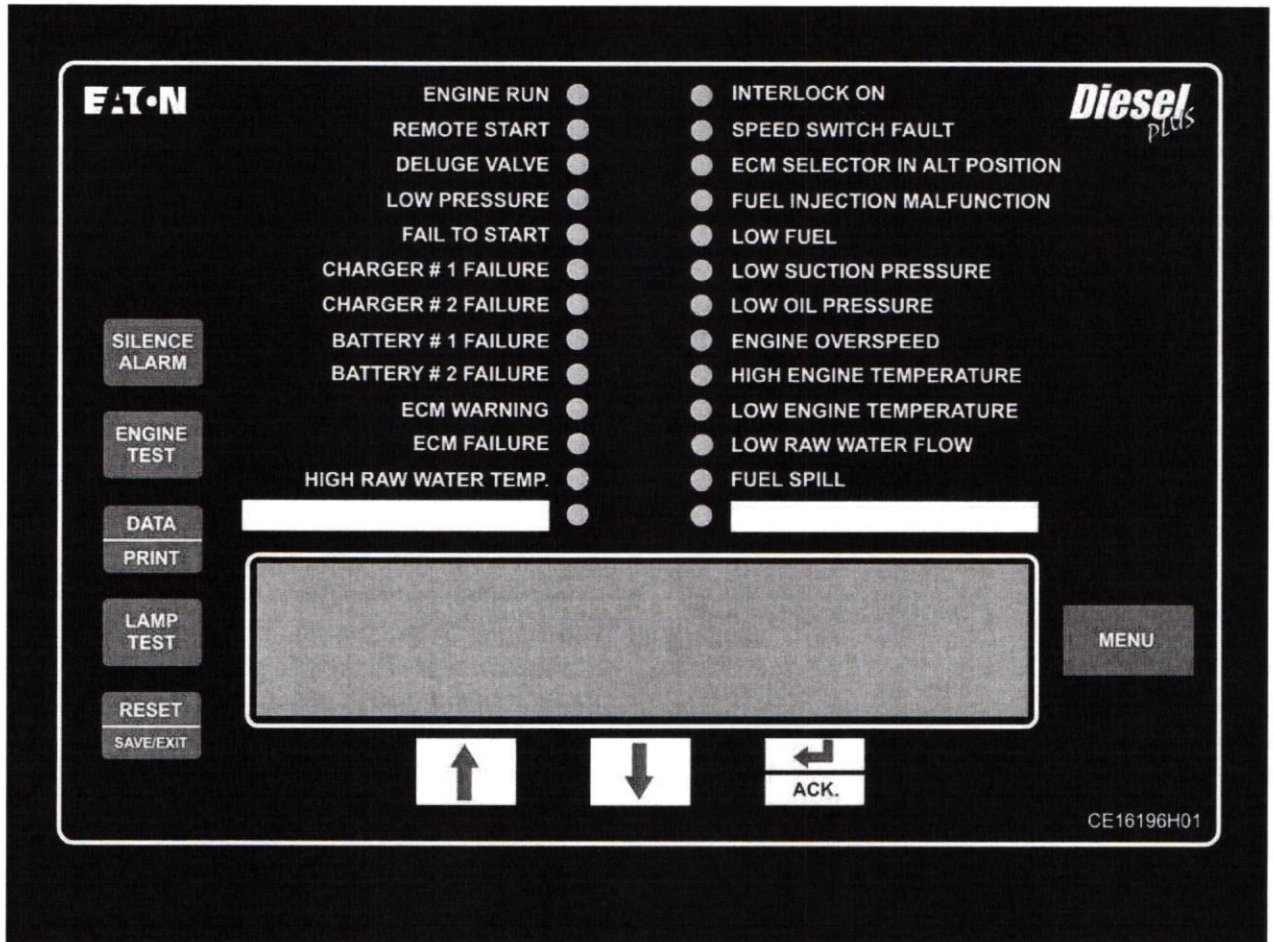 EATON
Diesel
plus
ENGINE RUN
REMOTE START
DELUGE VALVE
LOW PRESSURE
FAIL TO START
CHARGER # 1 FAILURE
CHARGER # 2 FAILURE
BATTERY # 1 FAILURE
BATTERY # 2 FAILURE
ECM WARNING
ECM FAILURE
HIGH RAW WATER TEMP.
INTERLOCK ON
SPEED SWITCH FAULT
ECM SELECTOR IN ALT POSITION
FUEL INJECTION MALFUNCTION
LOW FUEL
LOW SUCTION PRESSURE
LOW OIL PRESSURE
ENGINE OVERSPEED
HIGH ENGINE TEMPERATURE
LOW ENGINE TEMPERATURE
LOW RAW WATER FLOW
FUEL SPILL
SILENCE
ALARM
ENGINE
TEST
DATA
PRINT
LAMP
TEST
RESET
SAVE/EXIT
MENU
ACK.
CE16196H01